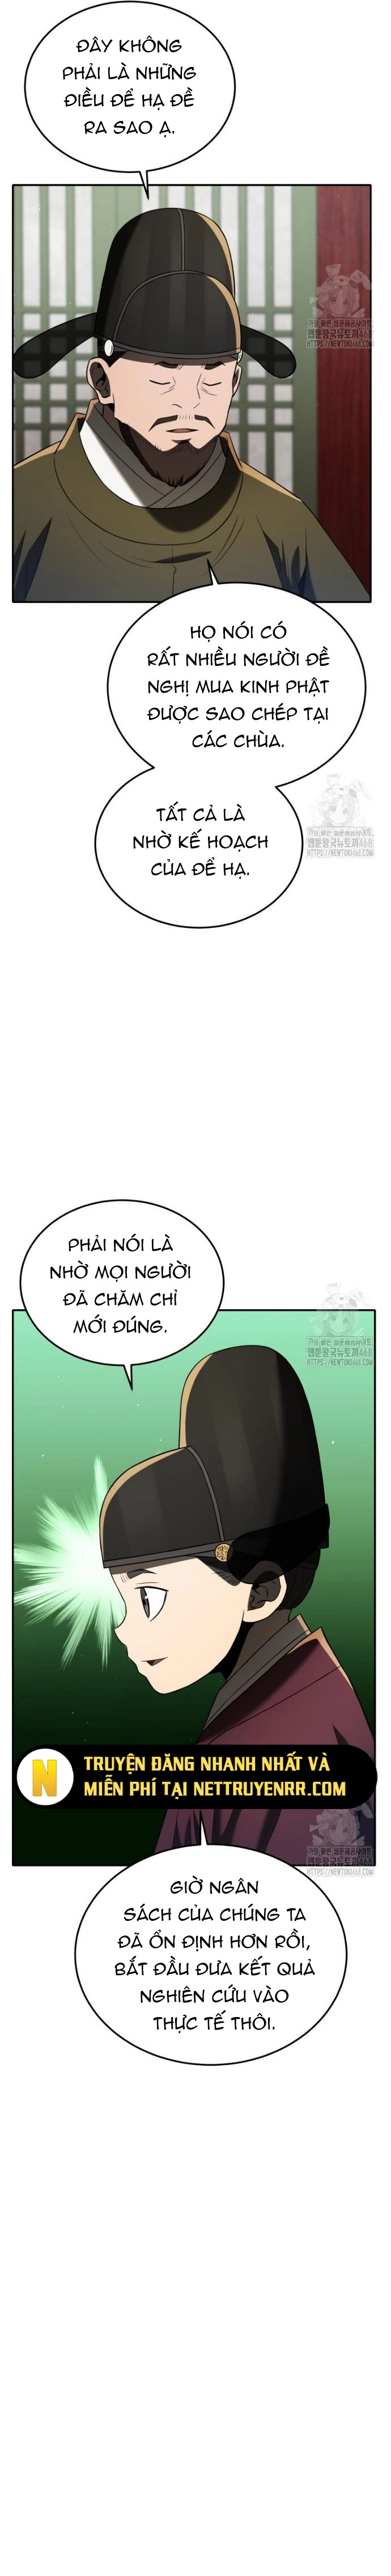 ĐÂY KHÔNG
PHẢI LÀ NHỮNG
ĐIỀU ĐỂ HẠ ĐỀ
RA SAO Ạ.
HỌ NÓI CÓ
RẤT NHIỀU NGƯỜI ĐỀ
NGHỊ MUA KINH PHẬT
ĐƯỢC SAO CHÉP TẠI
CÁC CHÙA.
TẤT CẢ LÀ
NHỜ KẾ HOẠCH
CỦA ĐỂ HẠ.
PHẢI NÓI LÀ
NHỜ MỌI NGƯỜI
ĐÃ CHĂM CHỈ
MỚI ĐÚNG.
N
TRUYỆN ĐĂNG NHANH NHẤT VÀ
MIỄN PHÍ TẠI NETTRUYENRR.COM
GIỜ NGÂN
SÁCH CỦA CHÚNG TA
ĐÃ ỔN ĐỊNH HƠN RỒI,
BẮT ĐẦU ĐƯA KẾT QUẢ
NGHIÊN CỨU VÀO
THỰC TẾ THÔI.